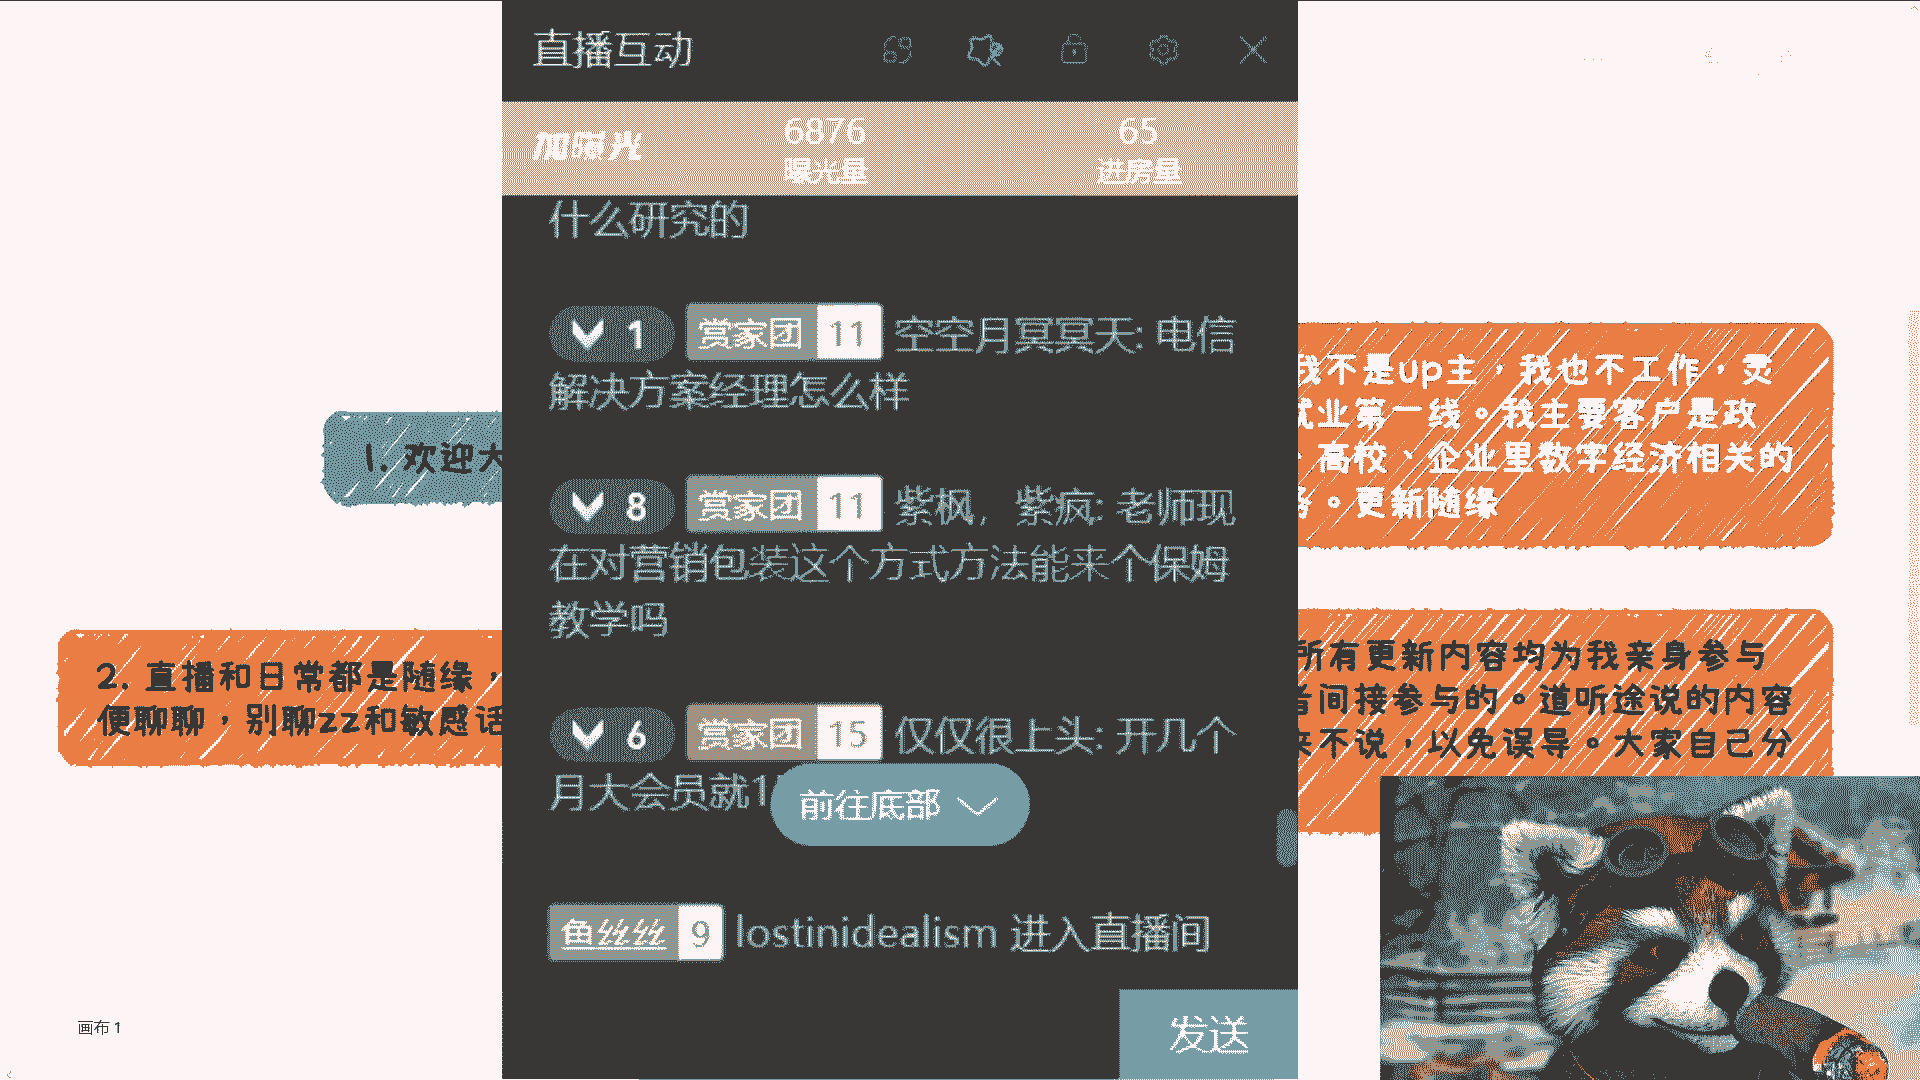 直播互动
加曝光
6876
曝光量
65
进房量
什么研究的
1 赏家团 11 空空月冥冥天: 电信
解决方案经理怎么样
8 赏家团 11 紫枫，紫疯: 老师现
在对营销包装这个方式方法能来个保姆
教学吗
6 赏家团 15 仅仅很上头: 开几个
月大会员就1
前往底部
鱼丝丝 9 lostinidealism 进入直播间
发送
1. 欢迎大
2. 直播和日常都是随缘，
便聊聊，别聊zz和敏感话
我不是up主，我也不工作，灵
就业第一线。我主要客户是政
、高校、企业里数字经济相关的
务。更新随缘
所有更新内容均为我亲身参与
者间接参与的。道听途说的内容
来不说，以免误导。大家自己分
画布 1